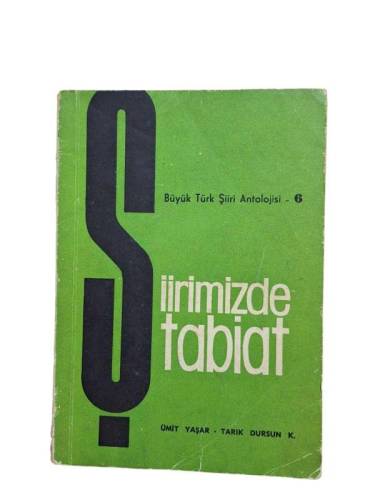 Büyük Türk Şiiri Antolojisi - 6
Şiirimizde
tabiat
ÜMİT YAŞAR - TARIK DURSUN K.